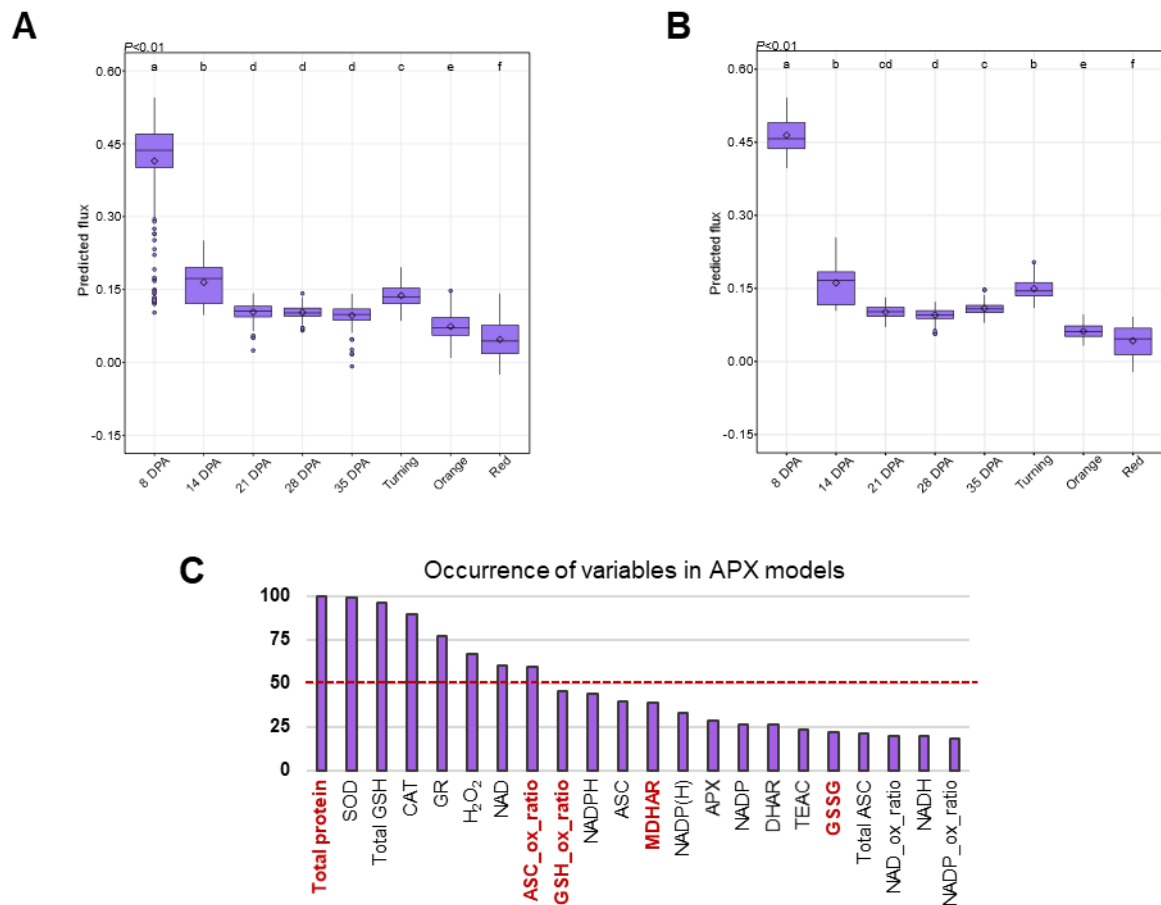 A
B
P<0.01
a b d d d c e f
0.60
0.45
0.30
0.15
0.00
-0.15
Predicted flux
8 DPA 14 DPA 21 DPA 28 DPA 35 DPA Turning Orange Red
P<0.01
a b cd d c b e f
0.60
0.45
0.30
0.15
0.00
-0.15
Predicted flux
8 DPA 14 DPA 21 DPA 28 DPA 35 DPA Turning Orange Red
C
Occurrence of variables in APX models
100
75
50
25
0
Total protein
SOD
Total GSH
CAT
GR
H₂O₂
NAD
ASC_ox_ratio
GSH_ox_ratio
NADPH
ASC
MDHAR
NADP(H)
APX
NADP
DHAR
TEAC
GSSG
Total ASC
NAD_ox_ratio
NADH
NADP_ox_ratio